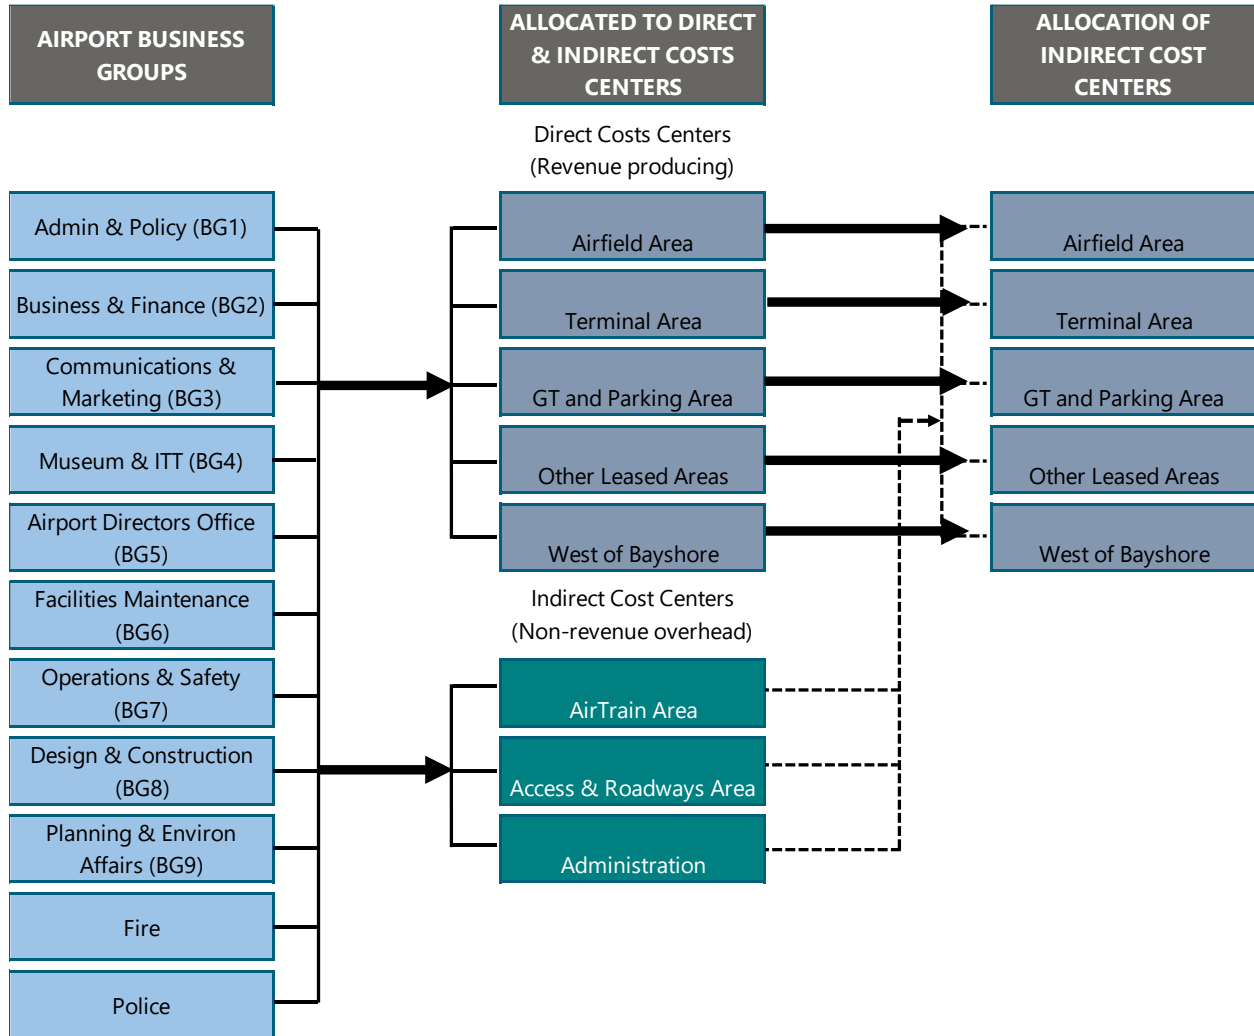 AIRPORT BUSINESS
GROUPS
ALLOCATED TO DIRECT
& INDIRECT COSTS
CENTERS
ALLOCATION OF
INDIRECT COST
CENTERS
Direct Costs Centers
(Revenue producing)
Admin & Policy (BG1)
Business & Finance (BG2)
Communications &
Marketing (BG3)
Museum & ITT (BG4)
Airport Directors Office
(BG5)
Facilities Maintenance
(BG6)
Operations & Safety
(BG7)
Design & Construction
(BG8)
Planning & Environ
Affairs (BG9)
Fire
Police
Airfield Area
Terminal Area
GT and Parking Area
Other Leased Areas
West of Bayshore
Indirect Cost Centers
(Non-revenue overhead)
AirTrain Area
Access & Roadways Area
Administration
Airfield Area
Terminal Area
GT and Parking Area
Other Leased Areas
West of Bayshore